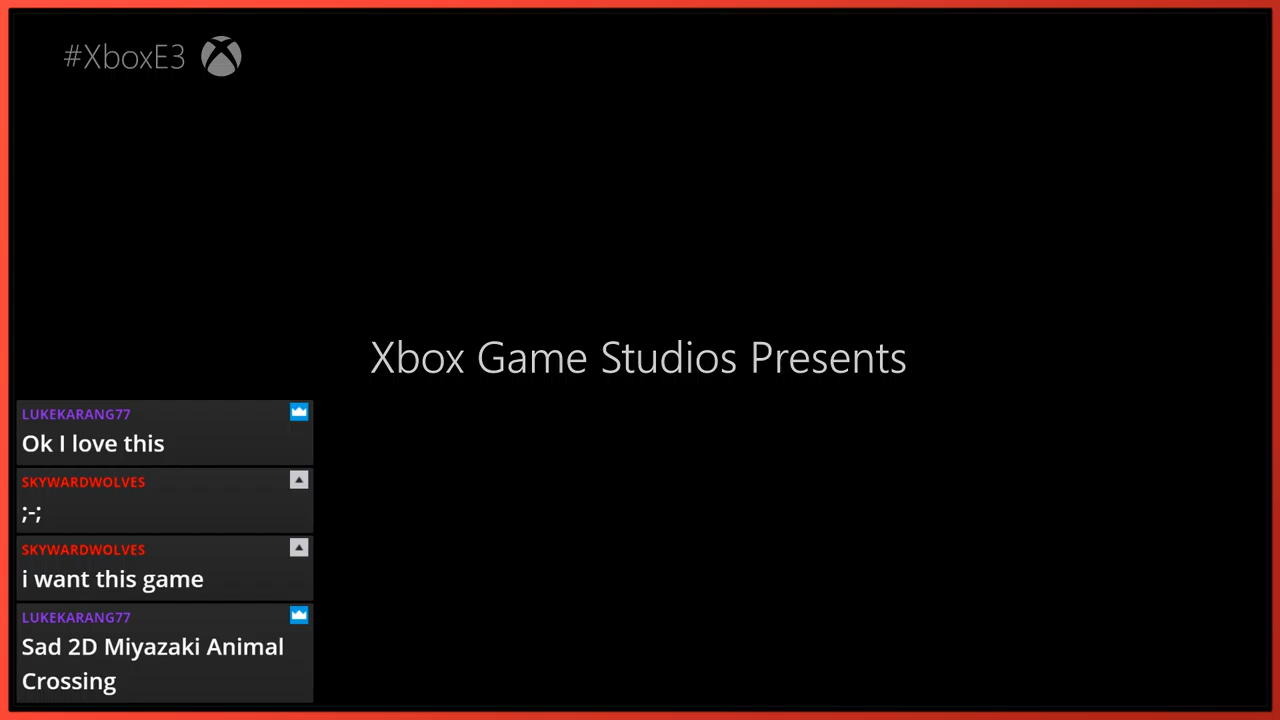 #XboxE3
Xbox Game Studios Presents
LUKEKARANG77
Ok I love this
SKYWARDWOLVES
;-;
SKYWARDWOLVES
i want this game
LUKEKARANG77
Sad 2D Miyazaki Animal
Crossing